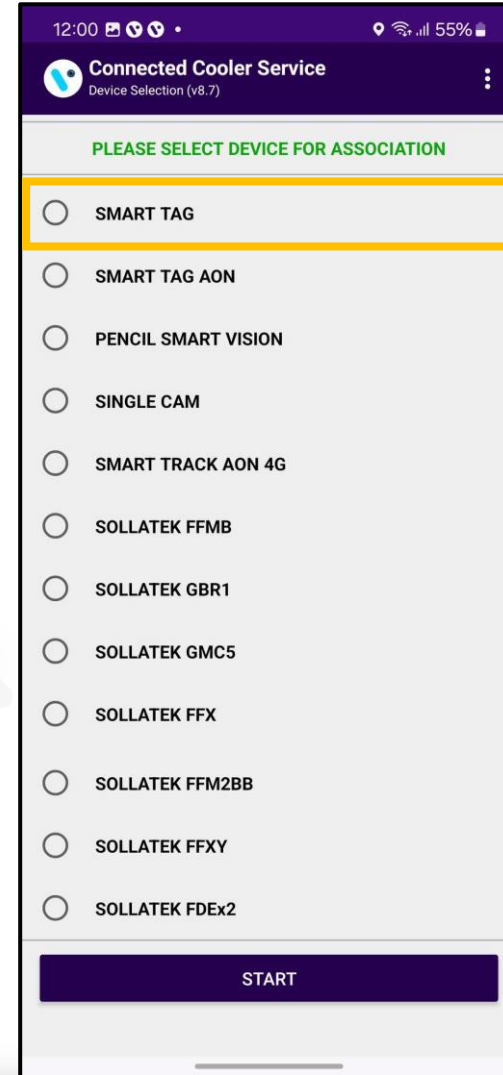 12:00 55%
Connected Cooler Service
Device Selection (v8.7)
PLEASE SELECT DEVICE FOR ASSOCIATION
SMART TAG
SMART TAG AON
PENCIL SMART VISION
SINGLE CAM
SMART TRACK AON 4G
SOLLATEK FFMB
SOLLATEK GBR1
SOLLATEK GMC5
SOLLATEK FFX
SOLLATEK FFM2BB
SOLLATEK FFXY
SOLLATEK FDEx2
START